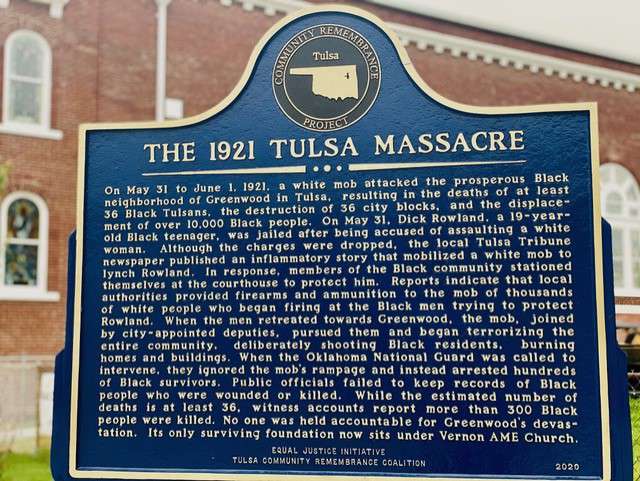 COMMUNITY REMEMBRANCE
Tulsa
PROJECT
THE 1921 TULSA MASSACRE
On May 31 to June 1, 1921, a white mob attacked the prosperous Black
neighborhood of Greenwood in Tulsa, resulting in the deaths of at least
36 Black Tulsans, the destruction of 36 city blocks, and the displace-
ment of over 10,000 Black people. On May 31, Dick Rowland, a 19-year-
old Black teenager, was jailed after being accused of assaulting a white
woman. Although the charges were dropped, the local Tulsa Tribune
newspaper published an inflammatory story that mobilized a white mob to
lynch Rowland. In response, members of the Black community stationed
themselves at the courthouse to protect him. Reports indicate that local
authorities provided firearms and ammunition to the mob of thousands
of white people who began firing at the Black men trying to protect
Rowland. When the men retreated towards Greenwood, the mob, joined
by city-appointed deputies, pursued them and began terrorizing the
entire community, deliberately shooting Black residents, burning
homes and buildings. When the Oklahoma National Guard was called to
intervene, they ignored the mob's rampage and instead arrested hundreds
of Black survivors. Public officials failed to keep records of Black
people who were wounded or killed. While the estimated number of
deaths is at least 36, witness accounts report more than 300 Black
people were killed. No one was held accountable for Greenwood's devas-
tation. Its only surviving foundation now sits under Vernon AME Church.
EQUAL JUSTICE INITIATIVE
TULSA COMMUNITY REMEMBRANCE COALITION
2020